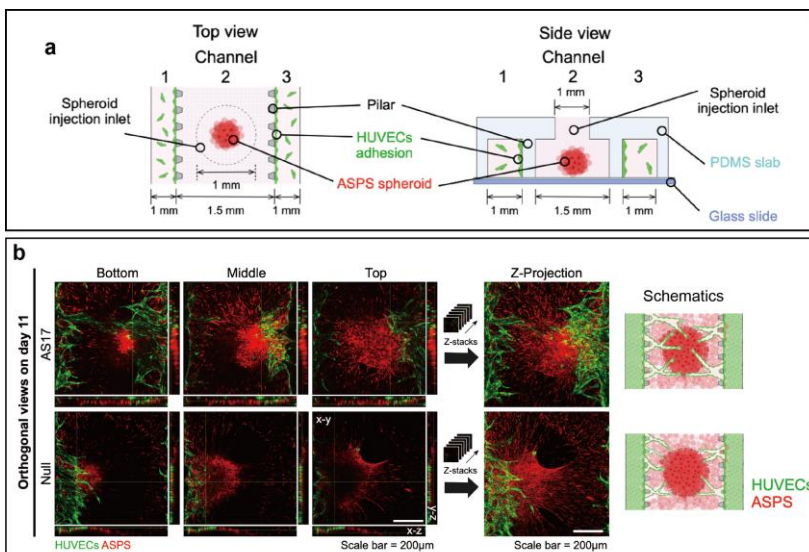 a
Top view
Channel
1 2 3
Side view
Channel
1 2 3
1 mm
Spheroid
injection inlet
Pilar
HUVECs
adhesion
ASPS spheroid
Spheroid
injection inlet
PDMS slab
Glass slide
1 mm
1 mm 1.5 mm 1 mm
1 mm 1.5 mm 1 mm
b
Orthogonal views on day 11
Bottom Middle Top Z-Projection
Schematics
AS17
Z-stacks
Null
x-y
Z-stacks
y-z
x-z
HUVECs
ASPS
HUVECs ASPS
Scale bar = 200μm
Scale bar = 200μm